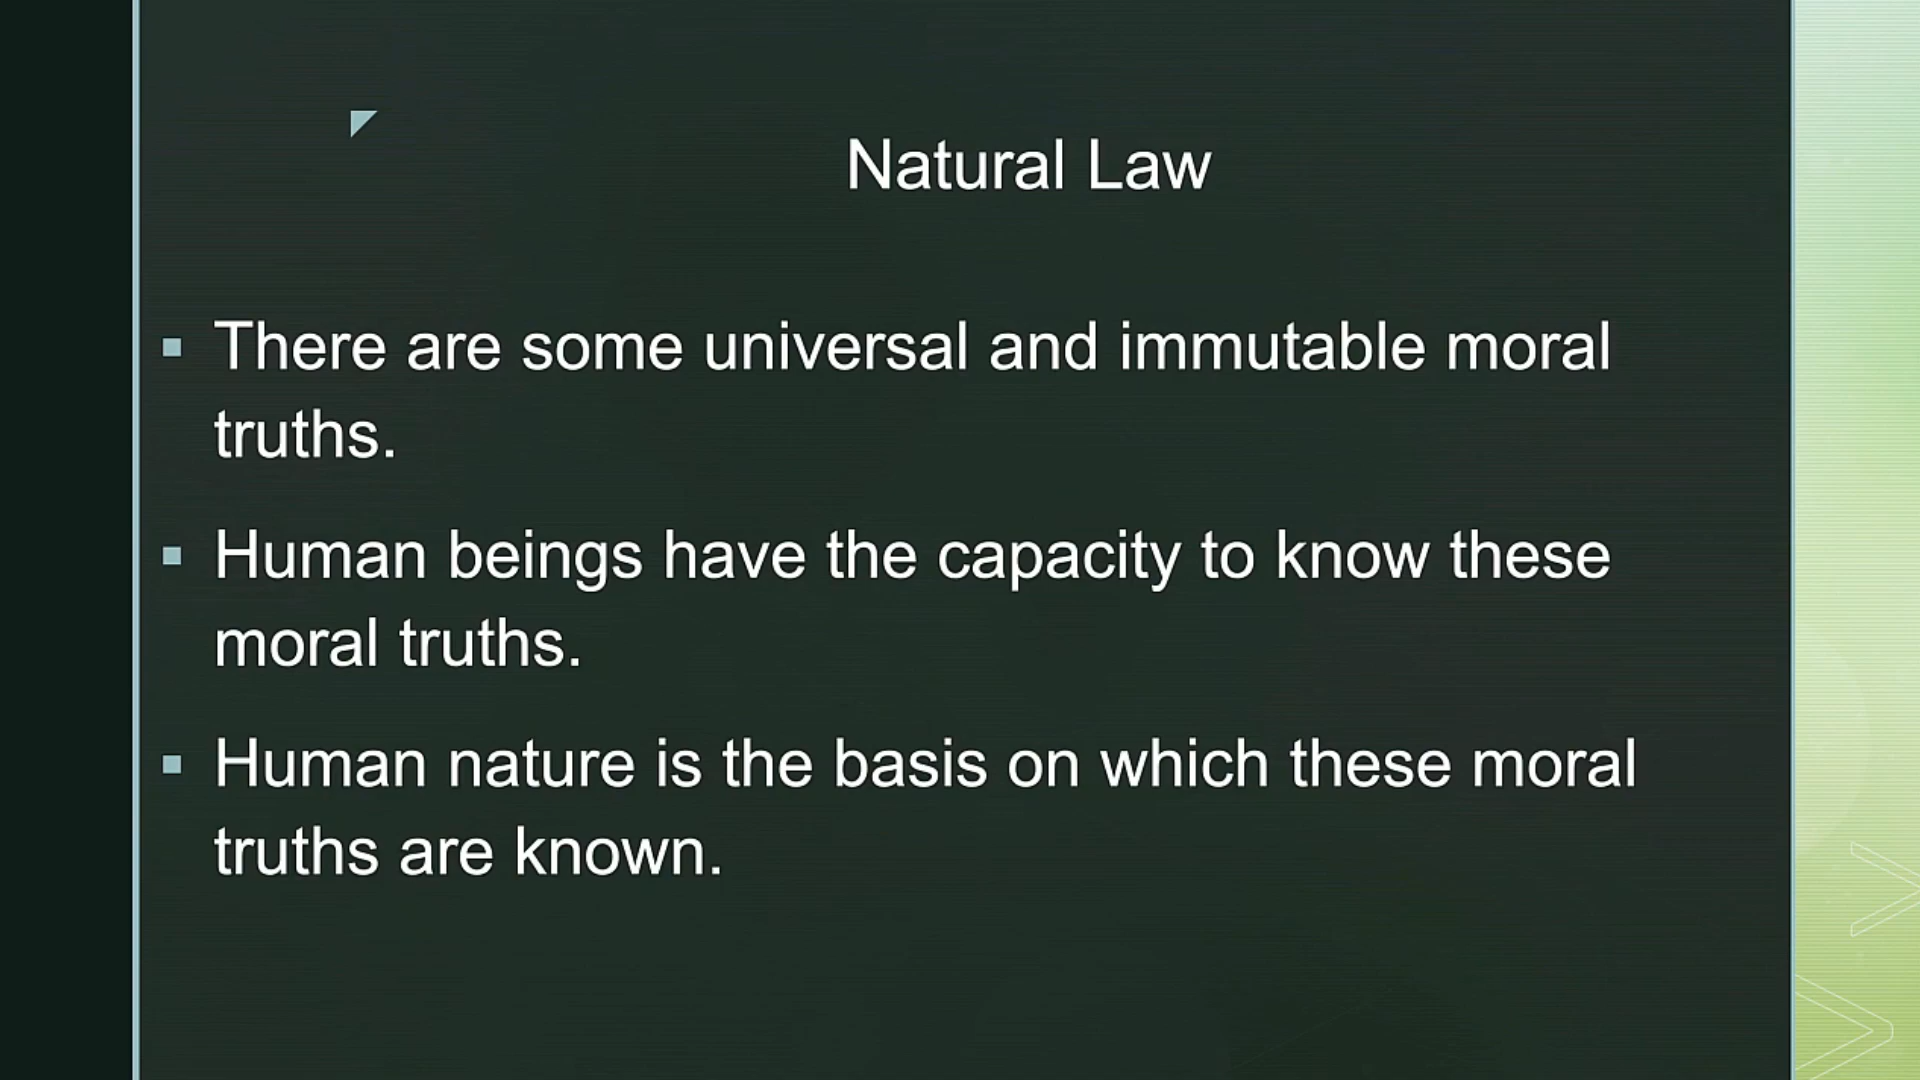 Natural Law
There are some universal and immutable moral
truths.
Human beings have the capacity to know these
moral truths.
Human nature is the basis on which these moral
truths are known.